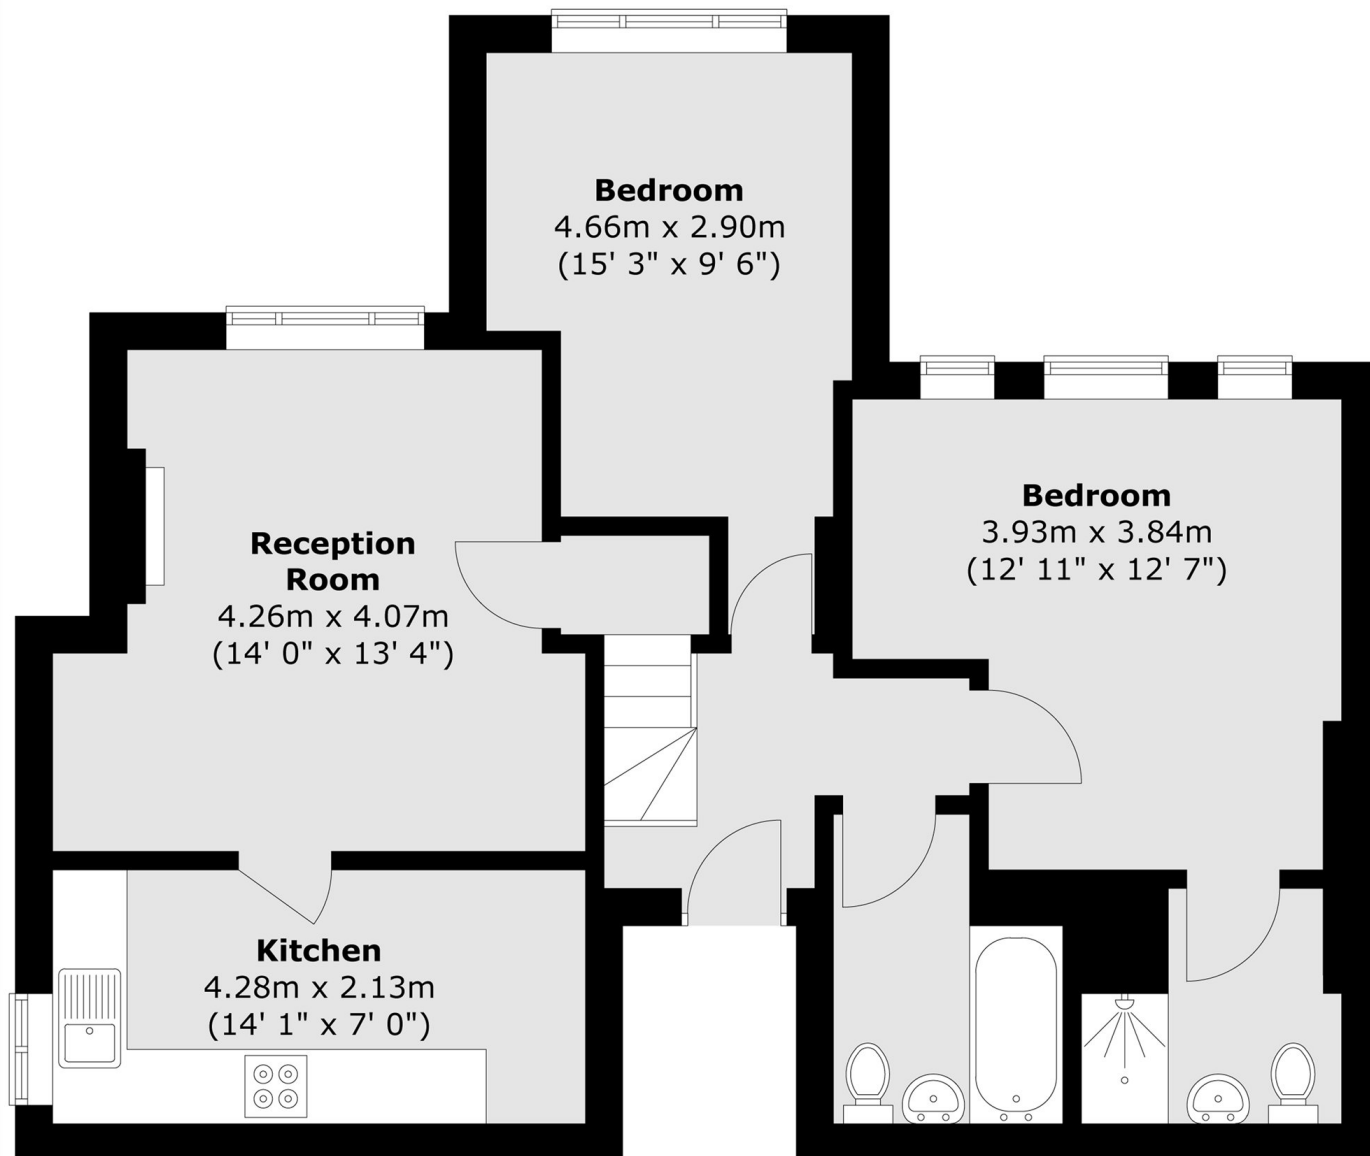 Bedroom
4.66m x 2.90m
(15' 3" x 9' 6")
Bedroom
3.93m x 3.84m
(12' 11" x 12' 7")
Reception
Room
4.26m x 4.07m
(14' 0" x 13' 4")
Kitchen
4.28m x 2.13m
(14' 1" x 7' 0")